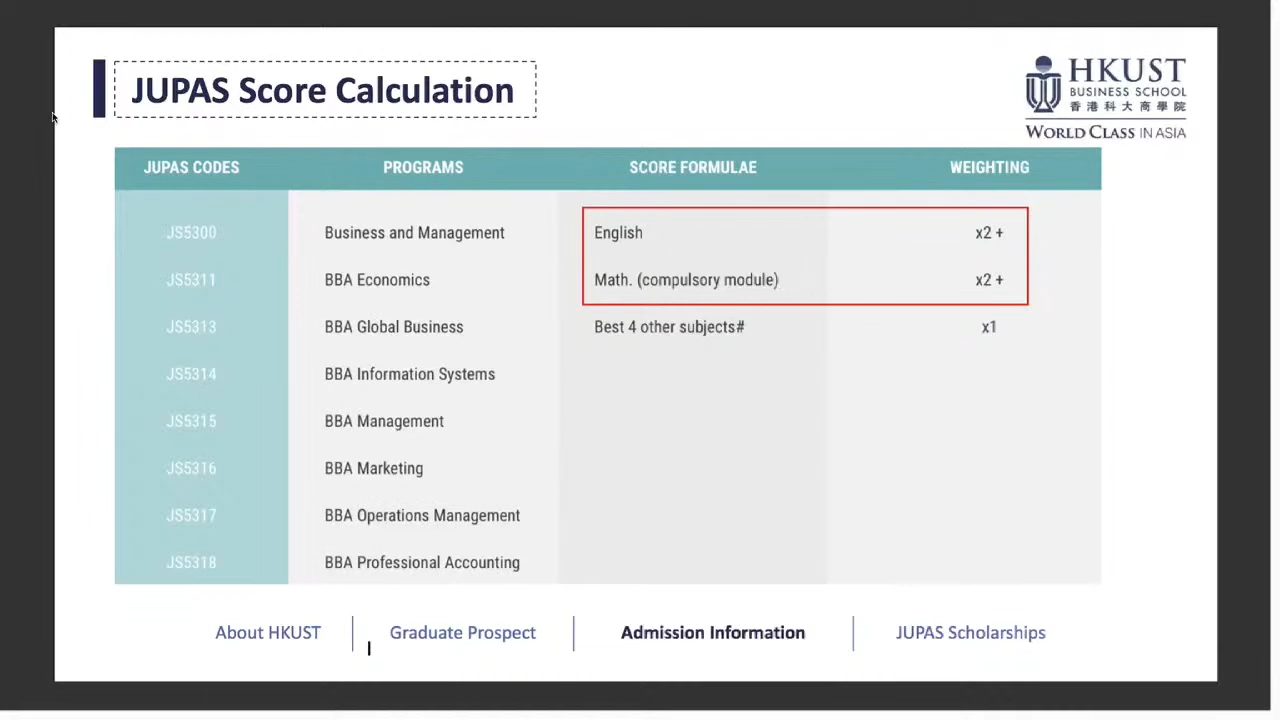 JUPAS Score Calculation
HKUST
BUSINESS SCHOOL
香港科大商學院
WORLD CLASS IN ASIA
JUPAS CODES PROGRAMS SCORE FORMULAE WEIGHTING
JS5300 Business and Management English x2 +
JS5311 BBA Economics Math. (compulsory module) x2 +
JS5313 BBA Global Business Best 4 other subjects# x1
JS5314 BBA Information Systems
JS5315 BBA Management
JS5316 BBA Marketing
JS5317 BBA Operations Management
JS5318 BBA Professional Accounting
About HKUST Graduate Prospect Admission Information JUPAS Scholarships